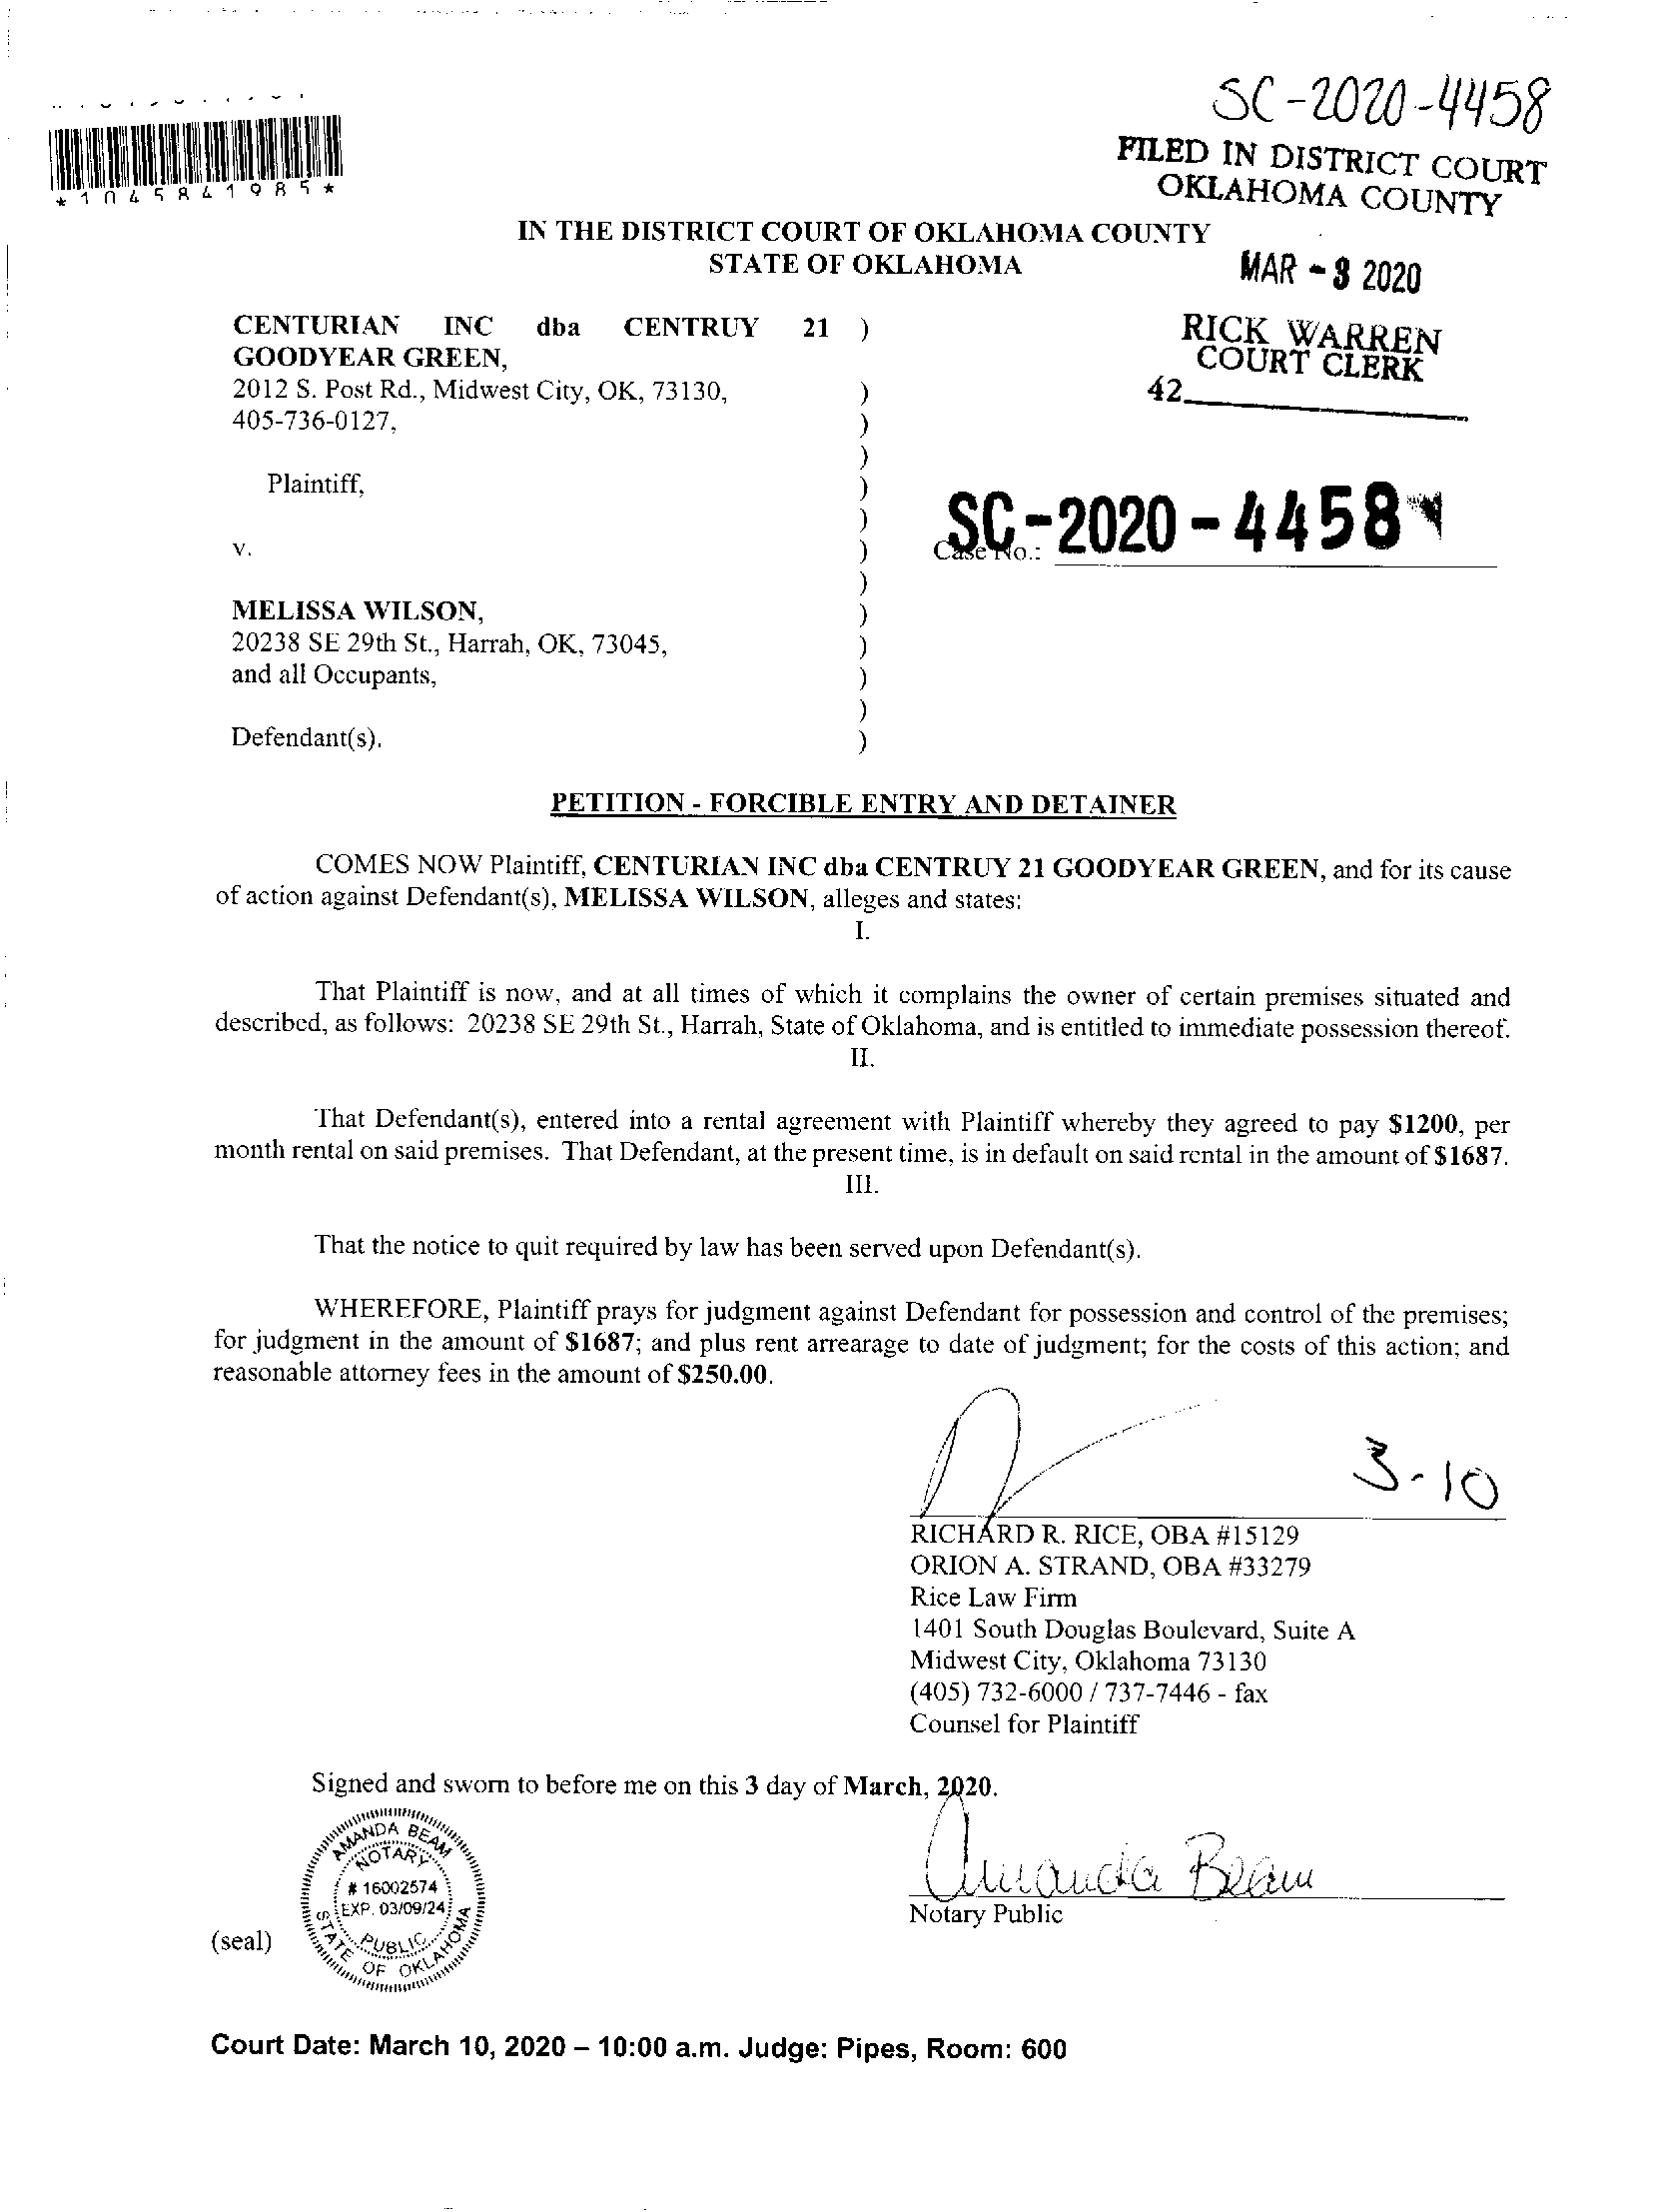 SC-2020-4458
FILED IN DISTRICT COURT
OKLAHOMA COUNTY
*1045841985*
IN THE DISTRICT COURT OF OKLAHOMA COUNTY
STATE OF OKLAHOMA
MAR - 3 2020
RICK WARREN
COURT CLERK
42
CENTURIAN INC dba CENTRUY 21 )
GOODYEAR GREEN,
2012 S. Post Rd., Midwest City, OK, 73130, )
405-736-0127, )
)
Plaintiff, )
)
v. )
)
SC-2020-4458
Case No.:
MELISSA WILSON, )
20238 SE 29th St., Harrah, OK, 73045, )
and all Occupants, )
)
Defendant(s). )
PETITION - FORCIBLE ENTRY AND DETAINER
COMES NOW Plaintiff, CENTURIAN INC dba CENTRUY 21 GOODYEAR GREEN, and for its cause
of action against Defendant(s), MELISSA WILSON, alleges and states:
I.
That Plaintiff is now, and at all times of which it complains the owner of certain premises situated and
described, as follows: 20238 SE 29th St., Harrah, State of Oklahoma, and is entitled to immediate possession thereof.
II.
That Defendant(s), entered into a rental agreement with Plaintiff whereby they agreed to pay $1200, per
month rental on said premises. That Defendant, at the present time, is in default on said rental in the amount of $1687.
III.
That the notice to quit required by law has been served upon Defendant(s).
WHEREFORE, Plaintiff prays for judgment against Defendant for possession and control of the premises;
for judgment in the amount of $1687; and plus rent arrearage to date of judgment; for the costs of this action; and
reasonable attorney fees in the amount of $250.00.
3-10
RICHARD R. RICE, OBA #15129
ORION A. STRAND, OBA #33279
Rice Law Firm
1401 South Douglas Boulevard, Suite A
Midwest City, Oklahoma 73130
(405) 732-6000 / 737-7446 - fax
Counsel for Plaintiff
Signed and sworn to before me on this 3 day of March, 2020.
AMANDA BEAM
NOTARY
# 16002574
EXP. 03/09/24
PUBLIC
STATE OF OKLAHOMA
Amanda Beam
Notary Public
(seal)
Court Date: March 10, 2020 – 10:00 a.m. Judge: Pipes, Room: 600